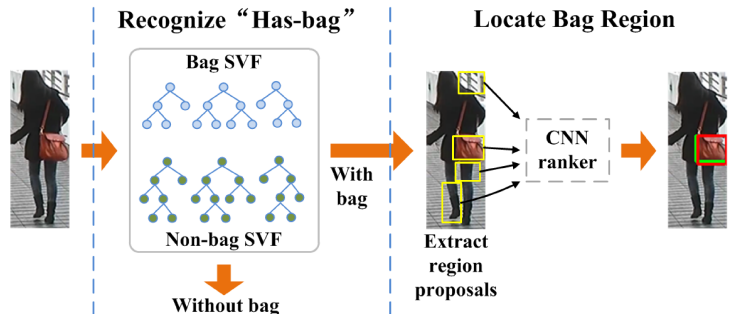 Recognize “Has-bag”
Locate Bag Region
Bag SVF
Non-bag SVF
With
bag
Without bag
CNN
ranker
Extract
region
proposals